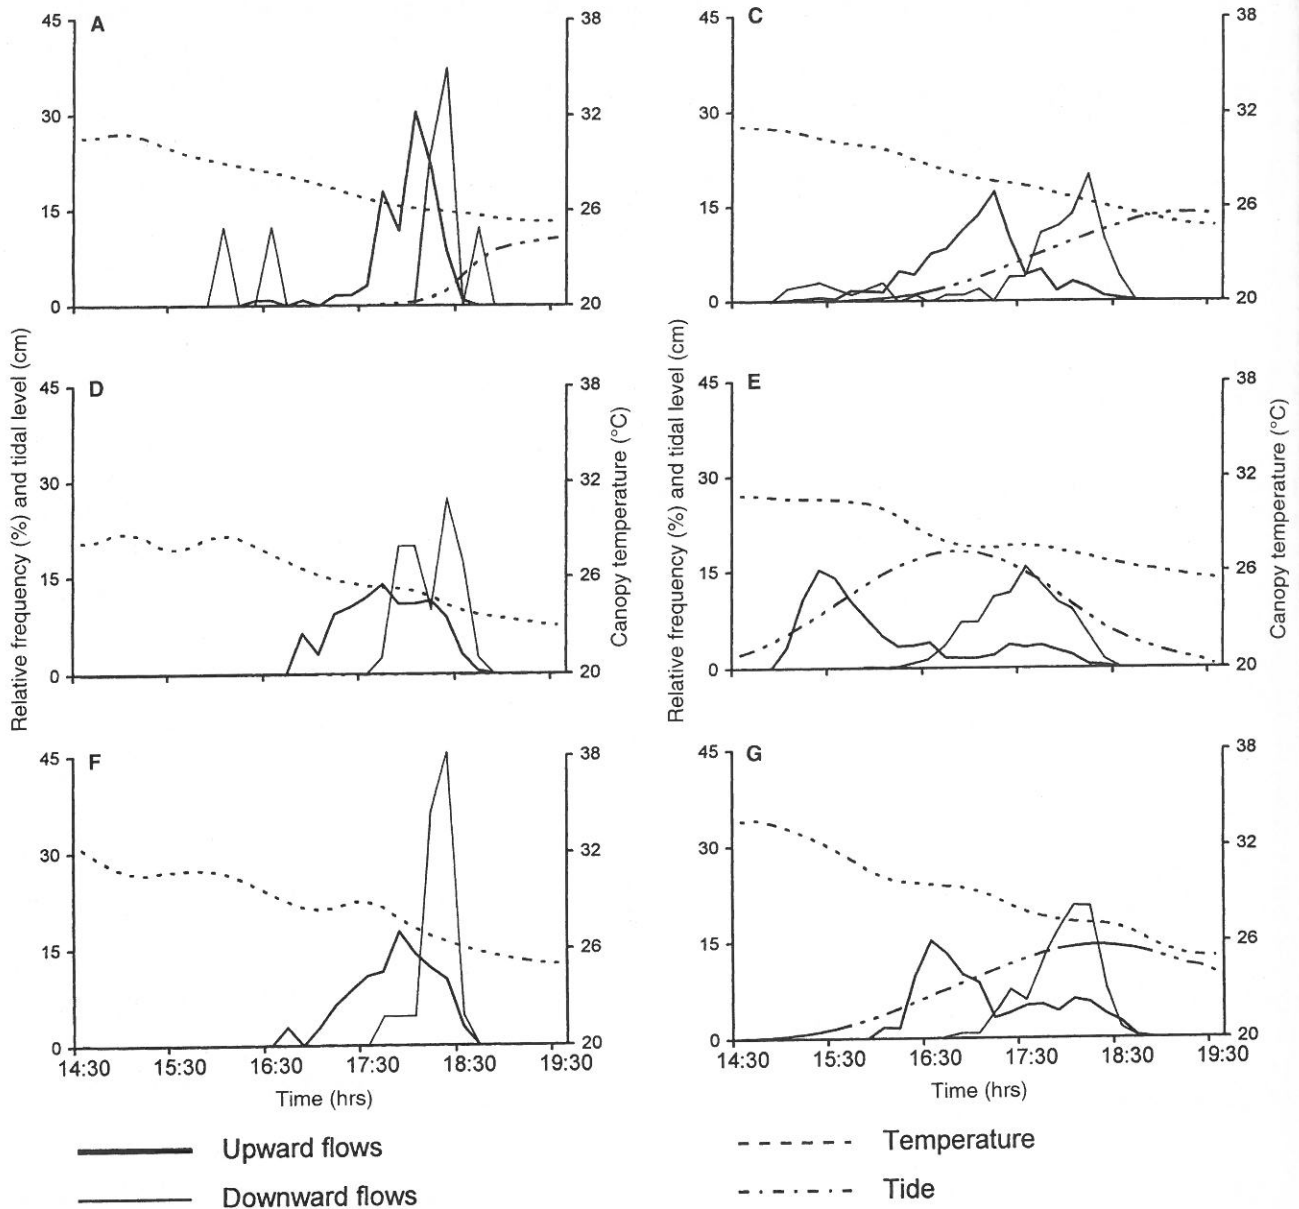 A
45
30
15
0
38
32
26
20
C
45
30
15
0
38
32
26
20
D
45
30
15
0
38
32
26
20
E
45
30
15
0
38
32
26
20
Relative frequency (%) and tidal level (cm)
Canopy temperature (°C)
Relative frequency (%) and tidal level (cm)
Canopy temperature (°C)
F
45
30
15
0
38
32
26
20
14:30 15:30 16:30 17:30 18:30 19:30
Time (hrs)
G
45
30
15
0
38
32
26
20
14:30 15:30 16:30 17:30 18:30 19:30
Time (hrs)
Upward flows
Downward flows
Temperature
Tide